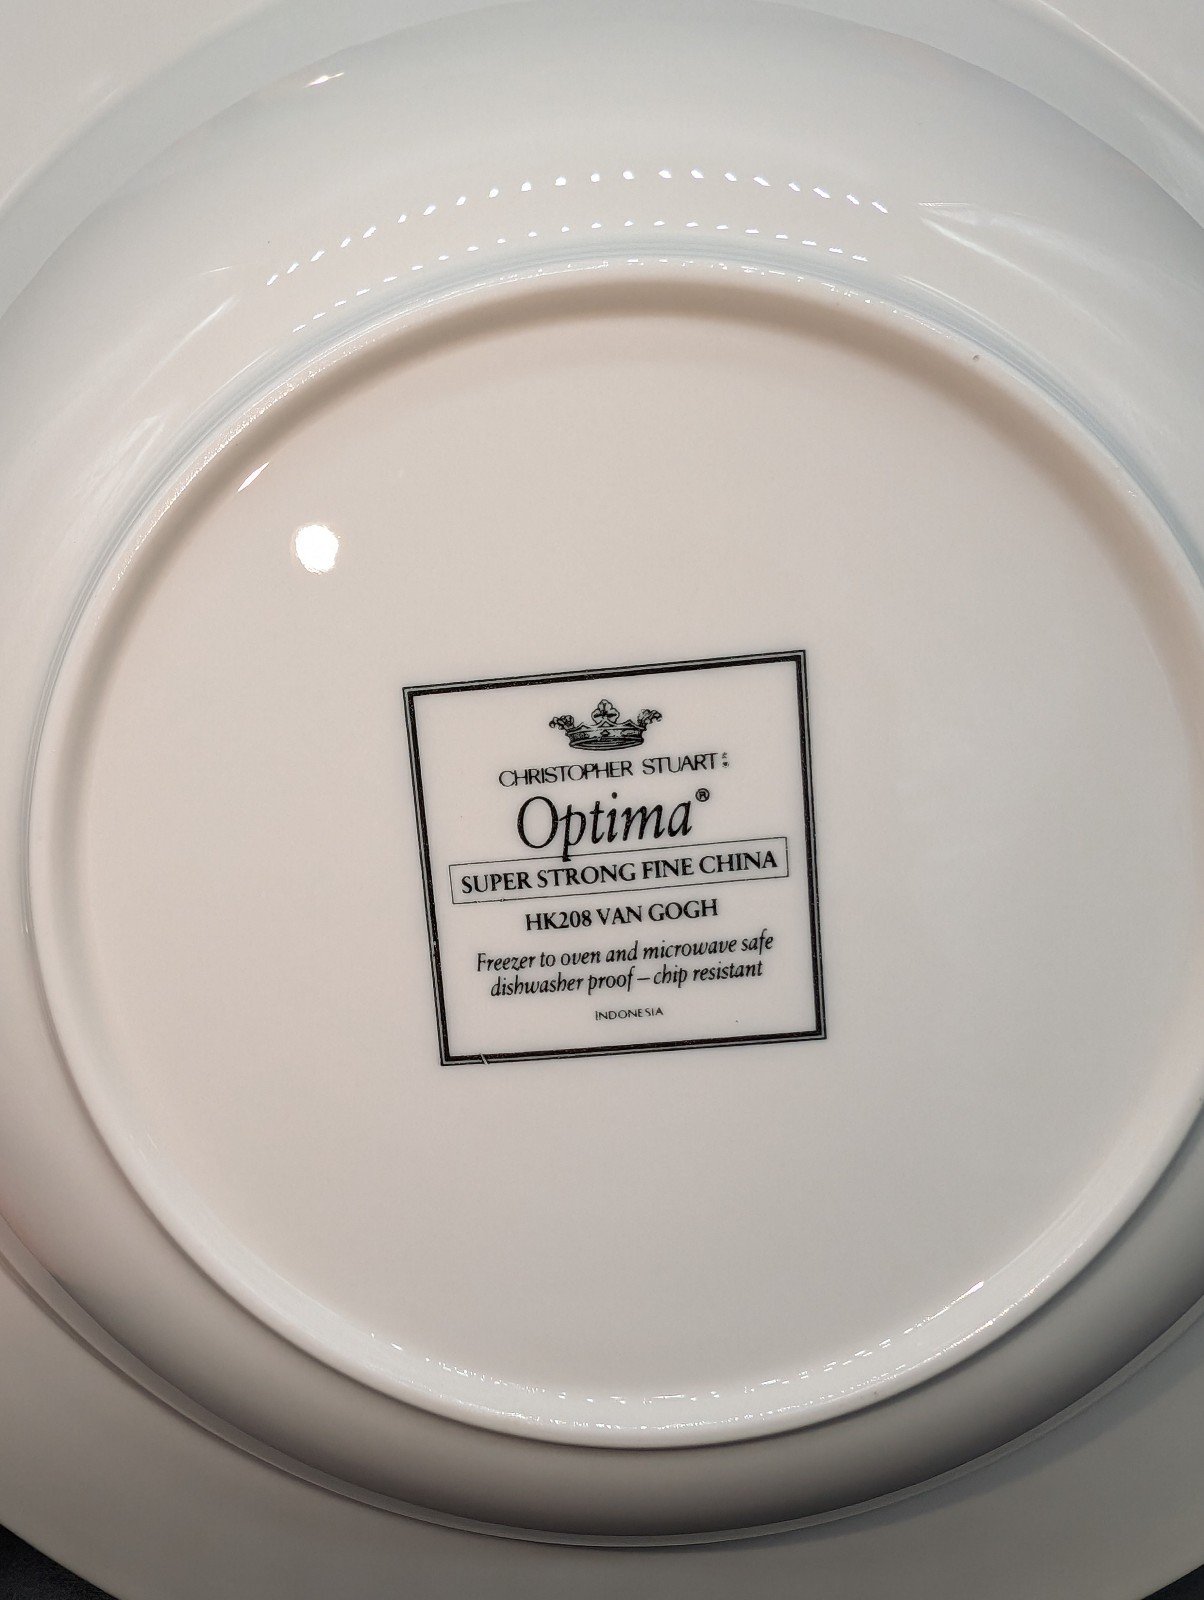 CHRISTOPHER STUART
Optima®
SUPER STRONG FINE CHINA
HK208 VAN GOGH
Freezer to oven and microwave safe
dishwasher proof – chip resistant
INDONESIA